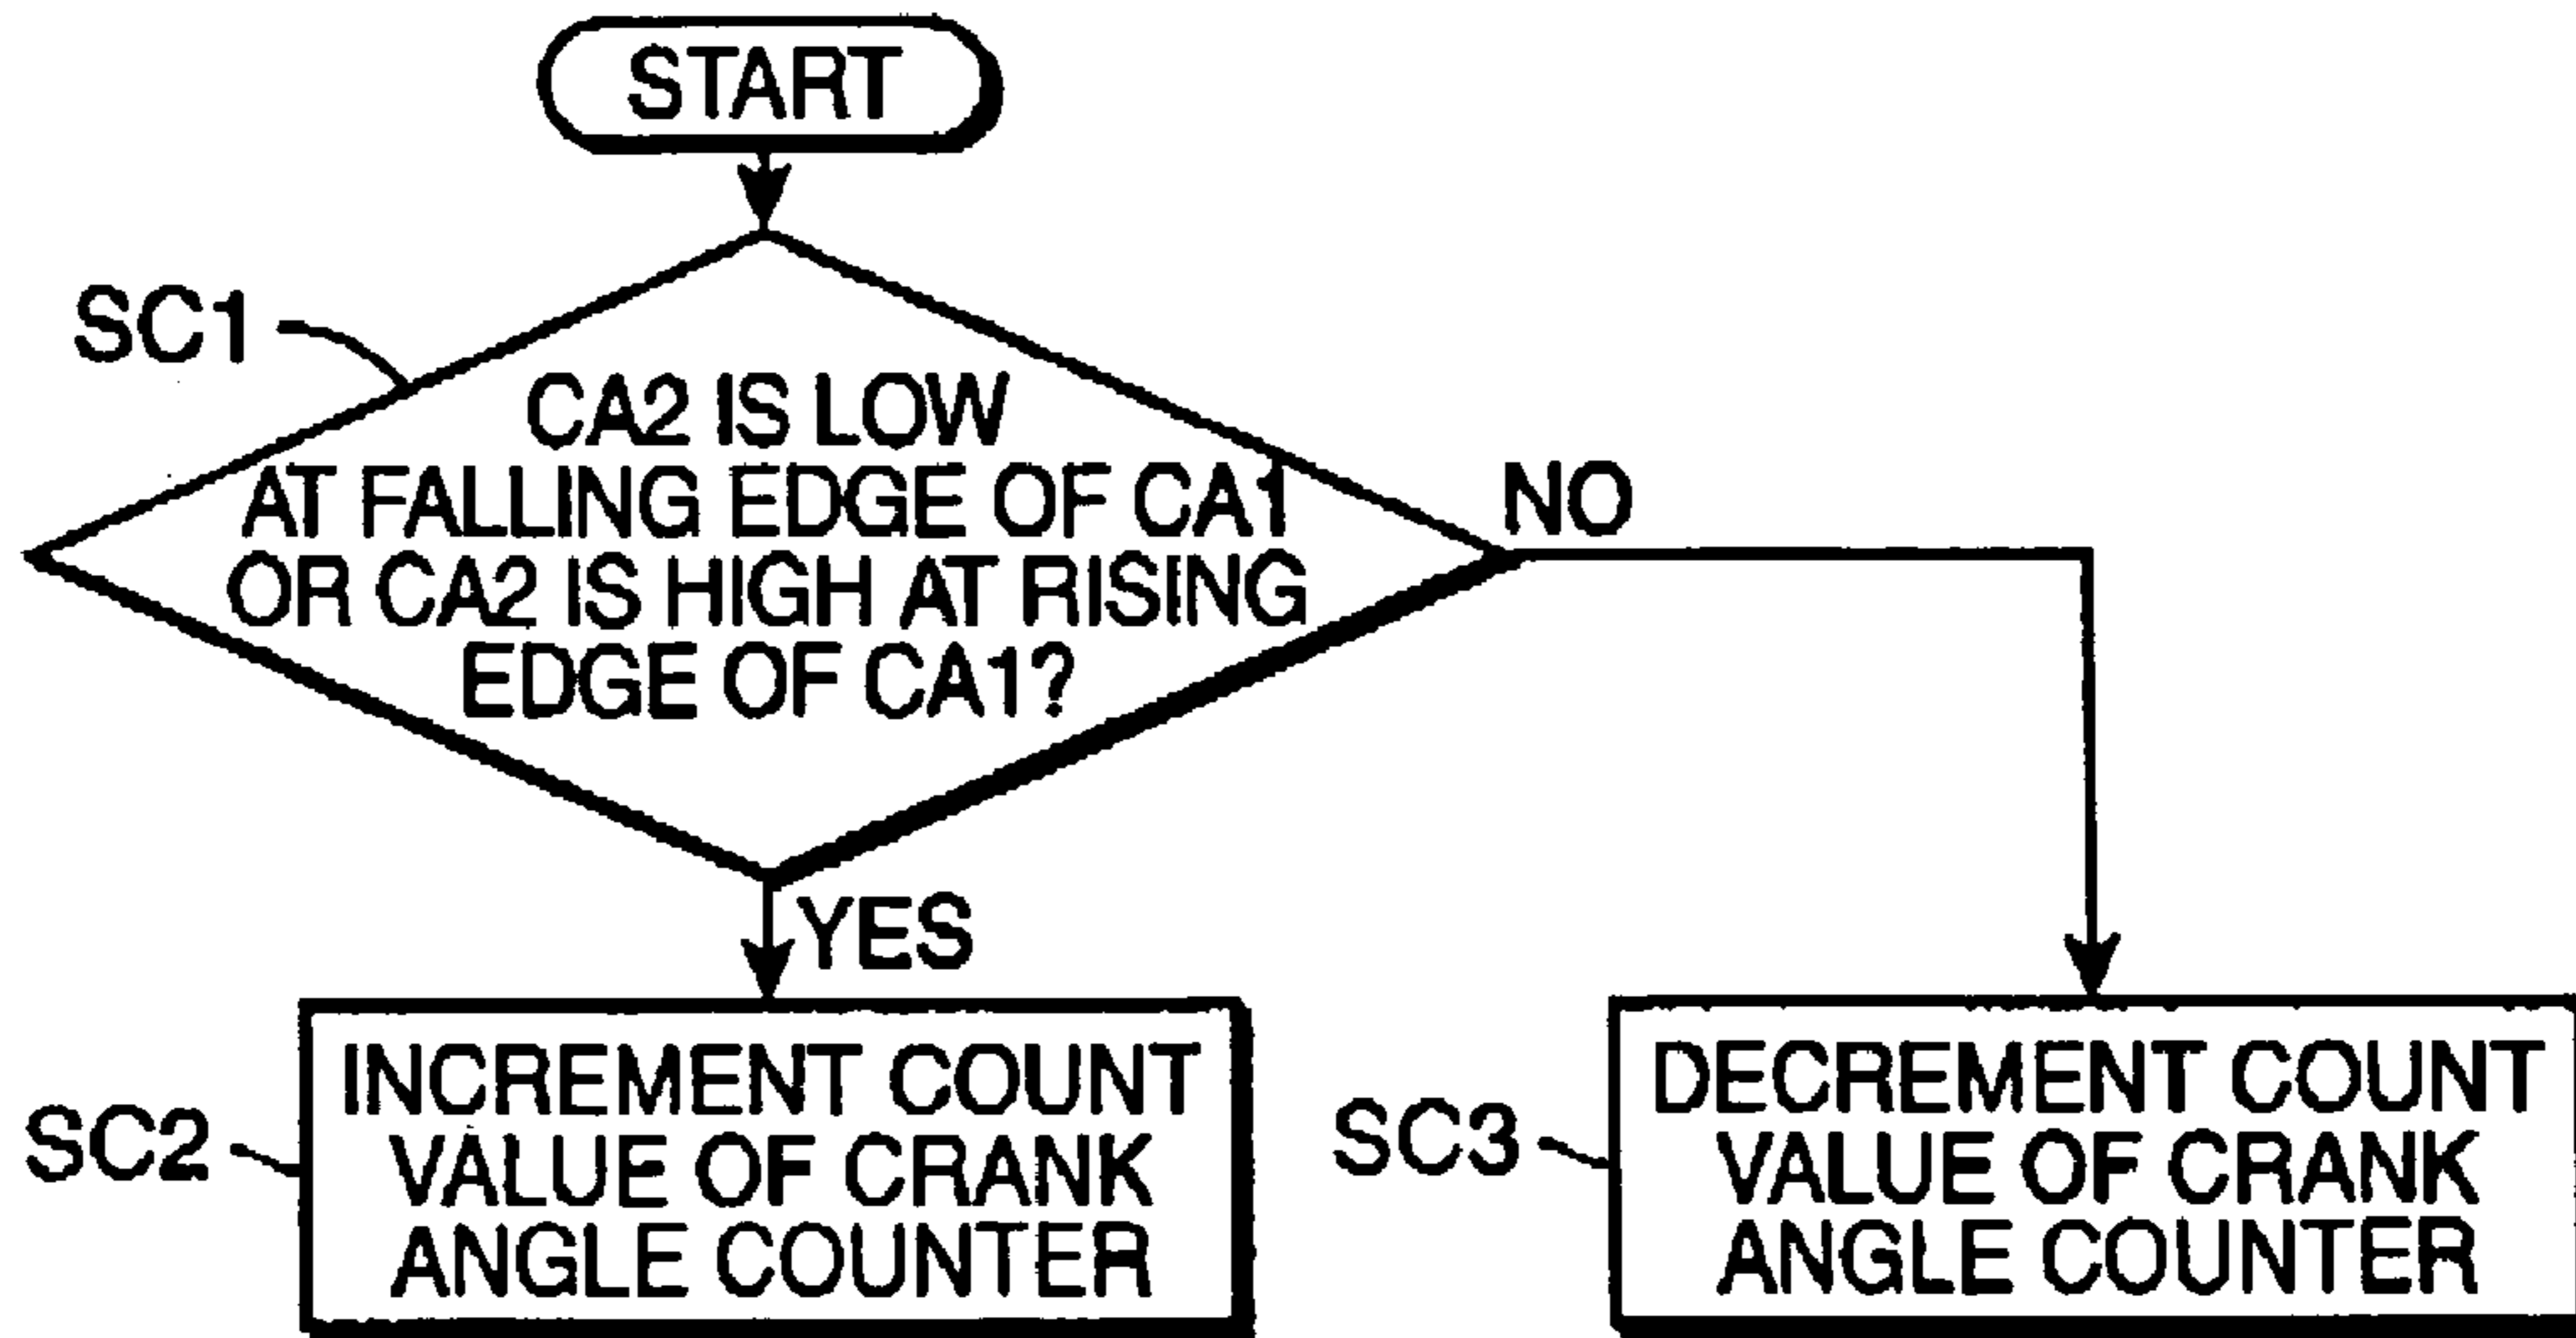 START
SC1
CA2 IS LOW
AT FALLING EDGE OF CA1
OR CA2 IS HIGH AT RISING
EDGE OF CA1?
NO
YES
SC2
INCREMENT COUNT
VALUE OF CRANK
ANGLE COUNTER
SC3
DECREMENT COUNT
VALUE OF CRANK
ANGLE COUNTER